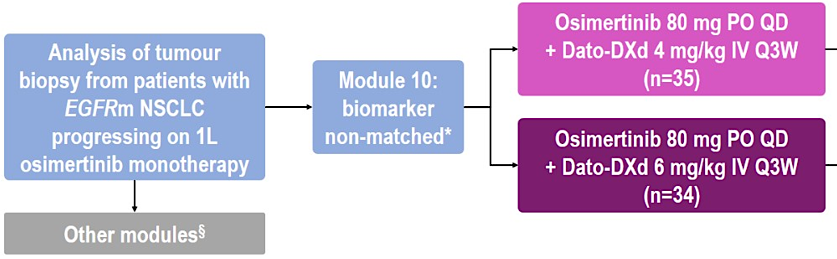 Analysis of tumour
biopsy from patients with
EGFRm NSCLC
progressing on 1L
osimertinib monotherapy
Other modules§
Module 10:
biomarker
non-matched*
Osimertinib 80 mg PO QD
+ Dato-DXd 4 mg/kg IV Q3W
(n=35)
Osimertinib 80 mg PO QD
+ Dato-DXd 6 mg/kg IV Q3W
(n=34)